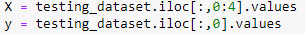 X = testing_dataset.iloc[:,0:4].values
y = testing_dataset.iloc[:,0].values